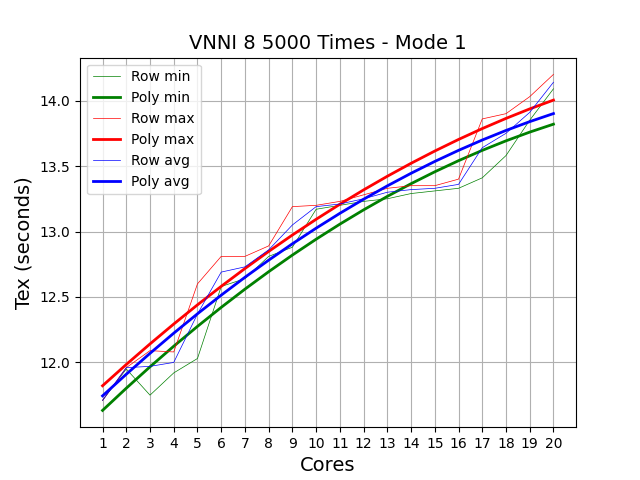 VNNI 8 5000 Times - Mode 1
Row min
Poly min
Row max
Poly max
Row avg
Poly avg
14.0
13.5
13.0
12.5
12.0
Tex (seconds)
1 2 3 4 5 6 7 8 9 10 11 12 13 14 15 16 17 18 19 20
Cores